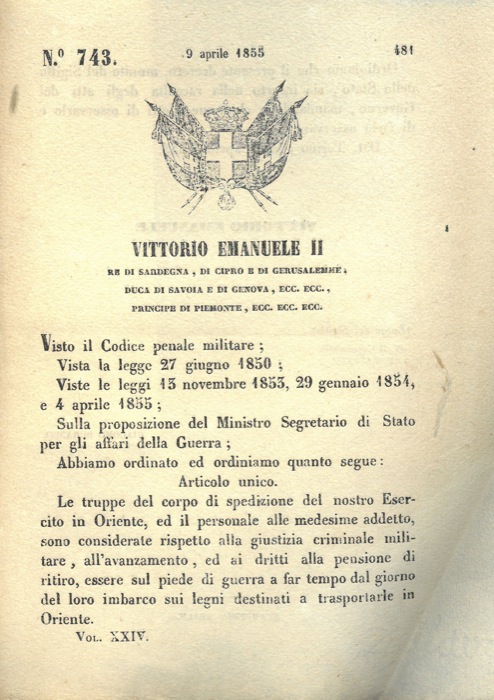 N.º 743.
9 aprile 1855
481
VITTORIO EMANUELE II
RE DI SARDEGNA, DI CIPRO E DI GERUSALEMME;
DUCA DI SAVOIA E DI GENOVA, ECC. ECC.,
PRINCIPE DI PIEMONTE, ECC. ECC. ECC.
Visto il Codice penale militare;
Vista la legge 27 giugno 1850;
Viste le leggi 13 novembre 1853, 29 gennaio 1854,
e 4 aprile 1855;
Sulla proposizione del Ministro Segretario di Stato
per gli affari della Guerra;
Abbiamo ordinato ed ordiniamo quanto segue:
Articolo unico.
Le truppe del corpo di spedizione del nostro Eser-
cito in Oriente, ed il personale alle medesime addetto,
sono considerate rispetto alla giustizia criminale mili-
tare, all'avanzamento, ed ai dritti alla pensione di
ritiro, essere sul piede di guerra a far tempo dal giorno
del loro imbarco sui legni destinati a trasportarle in
Oriente.
VOL. XXIV.